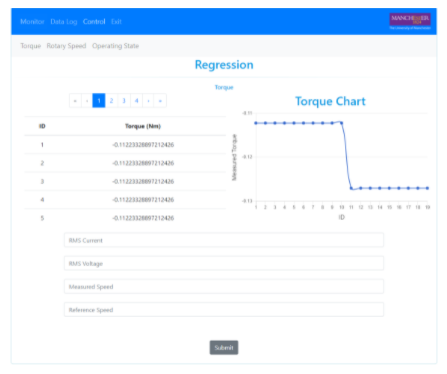 Monitor Data Log Control Exit
MANCHESTER
1824
The University of Manchester
Torque Rotary Speed Operating State
Regression
Torque
« ‹ 1 2 3 4 › »
Torque Chart
ID Torque (Nm)
1 -0.11223328897212426
2 -0.11223328897212426
3 -0.11223328897212426
4 -0.11223328897212426
5 -0.11223328897212426
Measured Torque
-0.11
-0.12
-0.13
1 2 3 4 5 6 7 8 9 10 11 12 13 14 15 16 17 18 19
ID
RMS Current
RMS Voltage
Measured Speed
Reference Speed
Submit